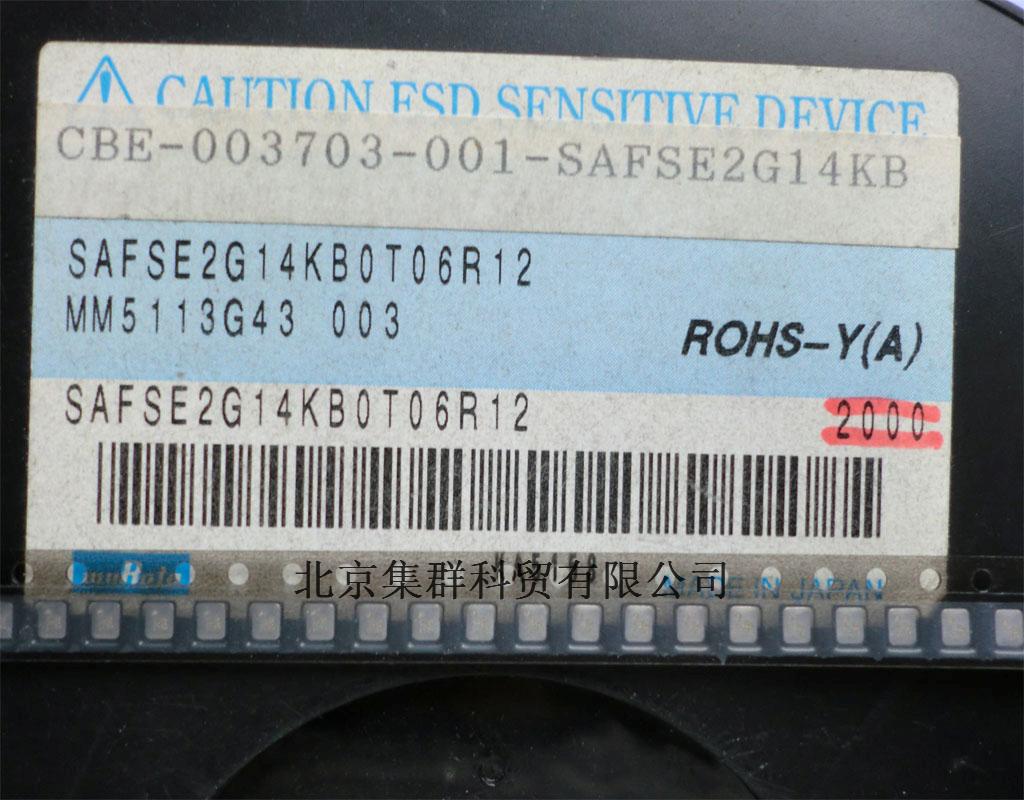 CAUTION ESD SENSITIVE DEVICE
CBE-003703-001-SAFSE2G14KB
SAFSE2G14KB0T06R12
MM5113G43 003
ROHS-Y(A)
SAFSE2G14KB0T06R12
2000
muRata
北京集群科贸有限公司
MADE IN JAPAN